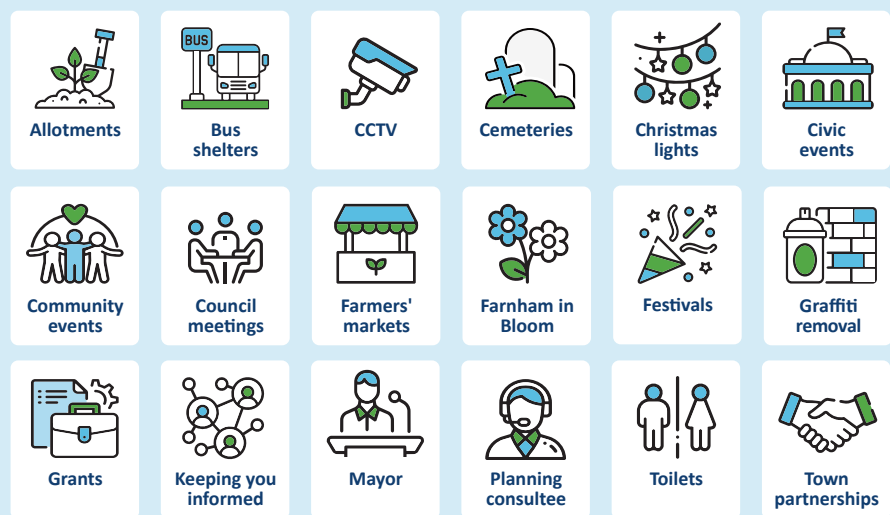 BUS
Allotments
Bus
shelters
CCTV
Cemeteries
Christmas
lights
Civic
events
Community
events
Council
meetings
Farmers'
markets
Farnham in
Bloom
Festivals
Graffiti
removal
Grants
Keeping you
informed
Mayor
Planning
consultee
Toilets
Town
partnerships